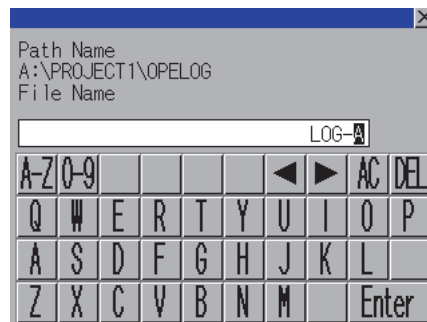 ×
Path Name
A:\PROJECT1\OPELOG
File Name
LOG-A
A-Z 0-9 ◀ ▶ AC DEL
Q W E R T Y U I O P
A S D F G H J K L
Z X C V B N M Enter